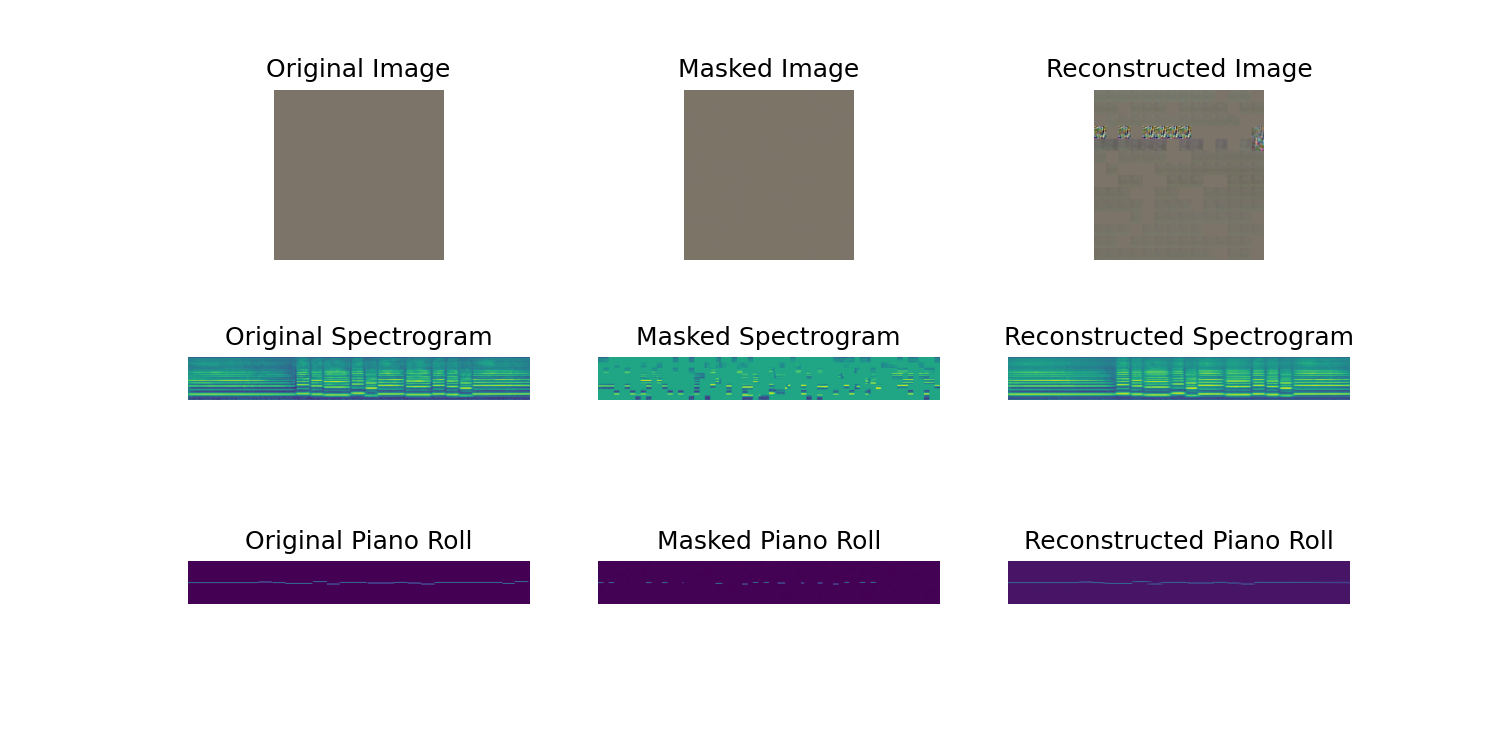 Original Image
Masked Image
Reconstructed Image
Original Spectrogram
Masked Spectrogram
Reconstructed Spectrogram
Original Piano Roll
Masked Piano Roll
Reconstructed Piano Roll